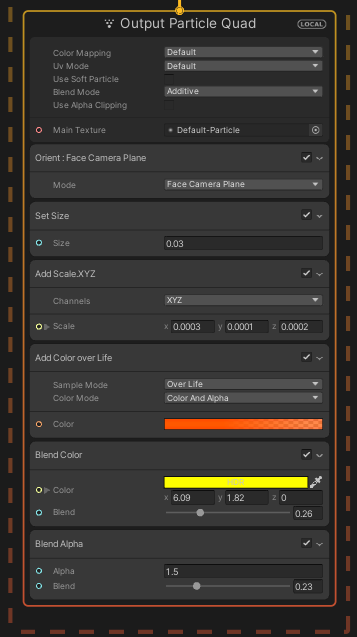 Output Particle Quad LOCAL
Color Mapping Default
Uv Mode Default
Use Soft Particle
Blend Mode Additive
Use Alpha Clipping
Main Texture Default-Particle
Orient : Face Camera Plane
Mode Face Camera Plane
Set Size
Size 0.03
Add Scale.XYZ
Channels XYZ
Scale x 0.0003 y 0.0001 z 0.0002
Add Color over Life
Sample Mode Over Life
Color Mode Color And Alpha
Color
Blend Color
HDR
Color
x 6.09 y 1.82 z 0
Blend 0.26
Blend Alpha
Alpha 1.5
Blend 0.23